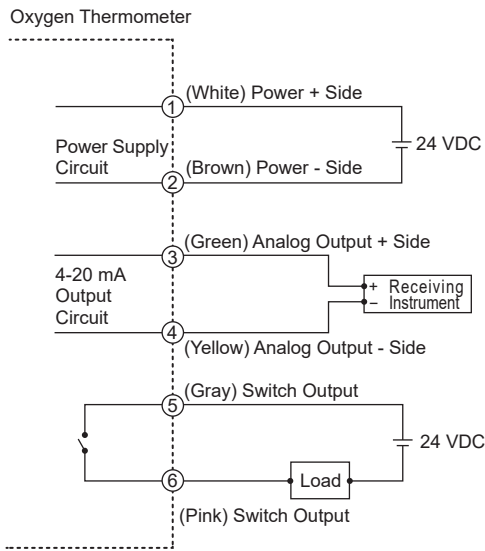 Oxygen Thermometer
1
(White) Power + Side
Power Supply
Circuit
24 VDC
2
(Brown) Power - Side
3
(Green) Analog Output + Side
4-20 mA
Output
Circuit
+ Receiving
– Instrument
4
(Yellow) Analog Output - Side
5
(Gray) Switch Output
24 VDC
6
Load
(Pink) Switch Output